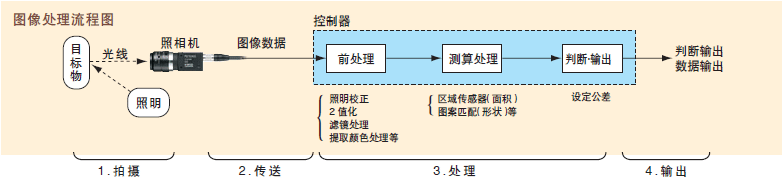 图像处理流程图
控制器
目标物
光线
照相机
图像数据
照明
前处理
测算处理
判断·输出
判断输出
数据输出
照明校正
2 值化
滤镜处理
提取颜色处理等
区域传感器(面积)
图案匹配(形状)等
设定公差
1.拍摄
2.传送
3.处理
4.输出